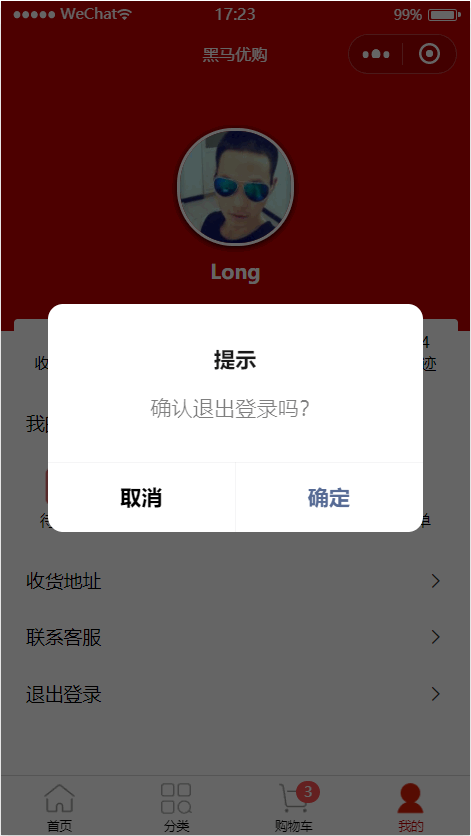 WeChat 17:23 99%
黑马优购
Long
4
收 迹
提示
确认退出登录吗？
我的
取消 确定
待 单
收货地址
联系客服
退出登录
3
首页 分类 购物车 我的